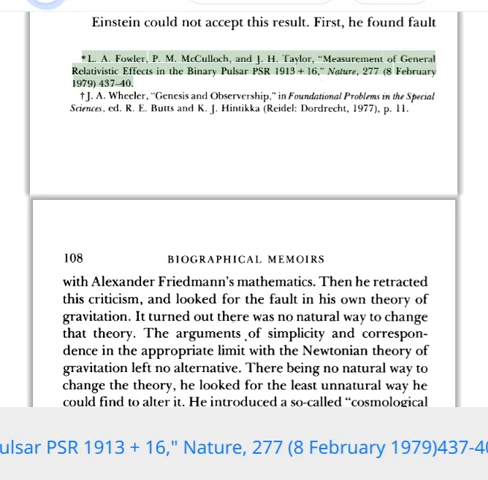 Einstein could not accept this result. First, he found fault
*L. A. Fowler, P. M. McCulloch, and J. H. Taylor, "Measurement of General
Relativistic Effects in the Binary Pulsar PSR 1913 + 16," Nature, 277 (8 February
1979) 437–40.
†J. A. Wheeler, "Genesis and Observership," in Foundational Problems in the Special
Sciences, ed. R. E. Butts and K. J. Hintikka (Reidel: Dordrecht, 1977), p. 11.
108 BIOGRAPHICAL MEMOIRS
with Alexander Friedmann's mathematics. Then he retracted
this criticism, and looked for the fault in his own theory of
gravitation. It turned out there was no natural way to change
that theory. The arguments of simplicity and correspon-
dence in the appropriate limit with the Newtonian theory of
gravitation left no alternative. There being no natural way to
change the theory, he looked for the least unnatural way he
could find to alter it. He introduced a so-called "cosmological
ulsar PSR 1913 + 16," Nature, 277 (8 February 1979)437-40